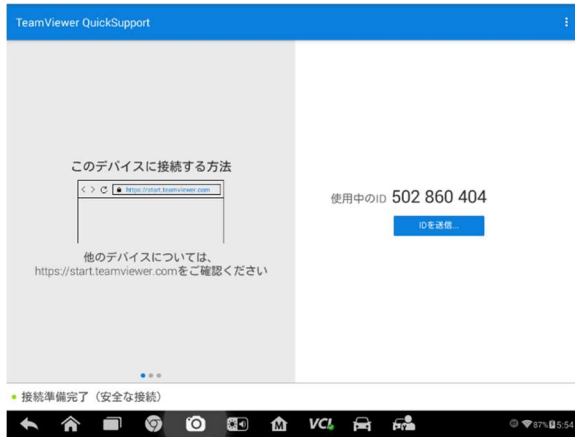 TeamViewer QuickSupport
このデバイスに接続する方法
https://start.teamviewer.com
他のデバイスについては、
https://start.teamviewer.comをご確認ください
使用中のID 502 860 404
IDを送信...
接続準備完了（安全な接続）
M VCI 87% 5:54